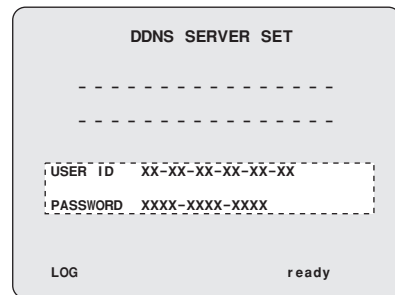 DDNS SERVER SET
- - - - - - - - - - - - - - - -
- - - - - - - - - - - - - - - -
USER ID XX-XX-XX-XX-XX-XX
PASSWORD XXXX-XXXX-XXXX
LOG ready